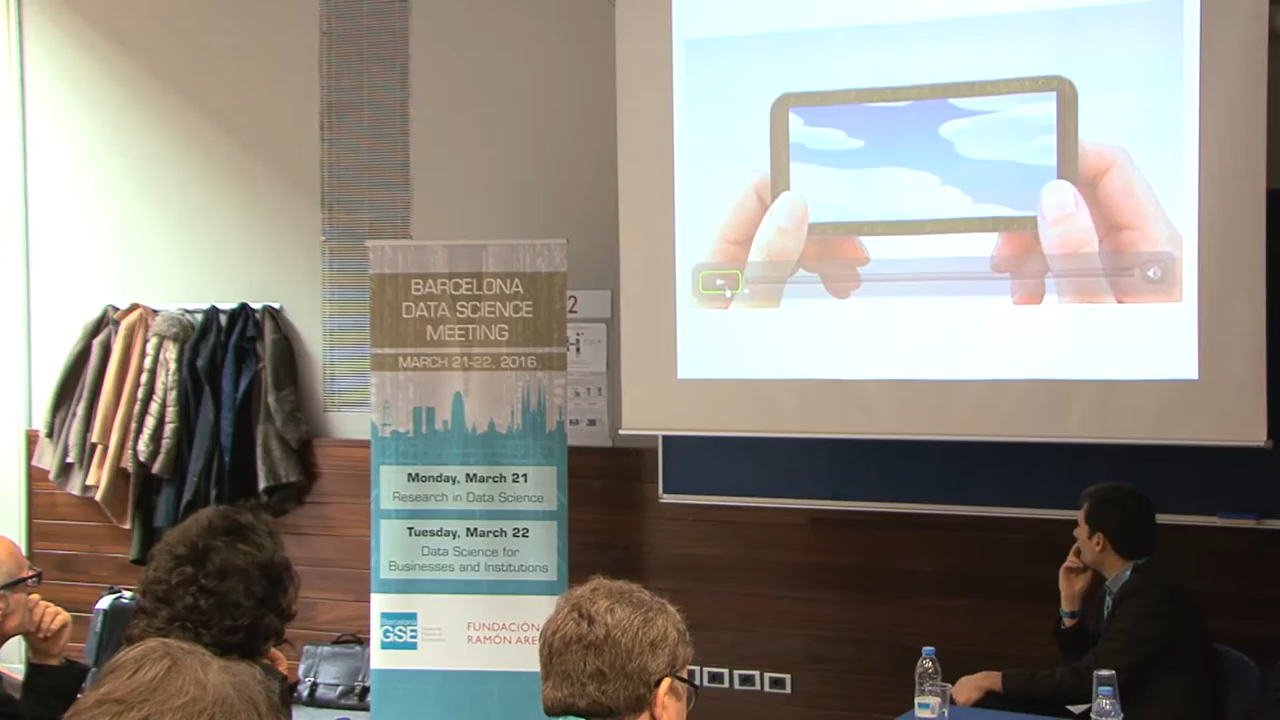 BARCELONA
DATA SCIENCE
MEETING
MARCH 21-22, 2016
2
Monday, March 21
Research in Data Science
Tuesday, March 22
Data Science for
Businesses and Institutions
Barcelona
GSE
FUNDACIÓN
RAMÓN ARE